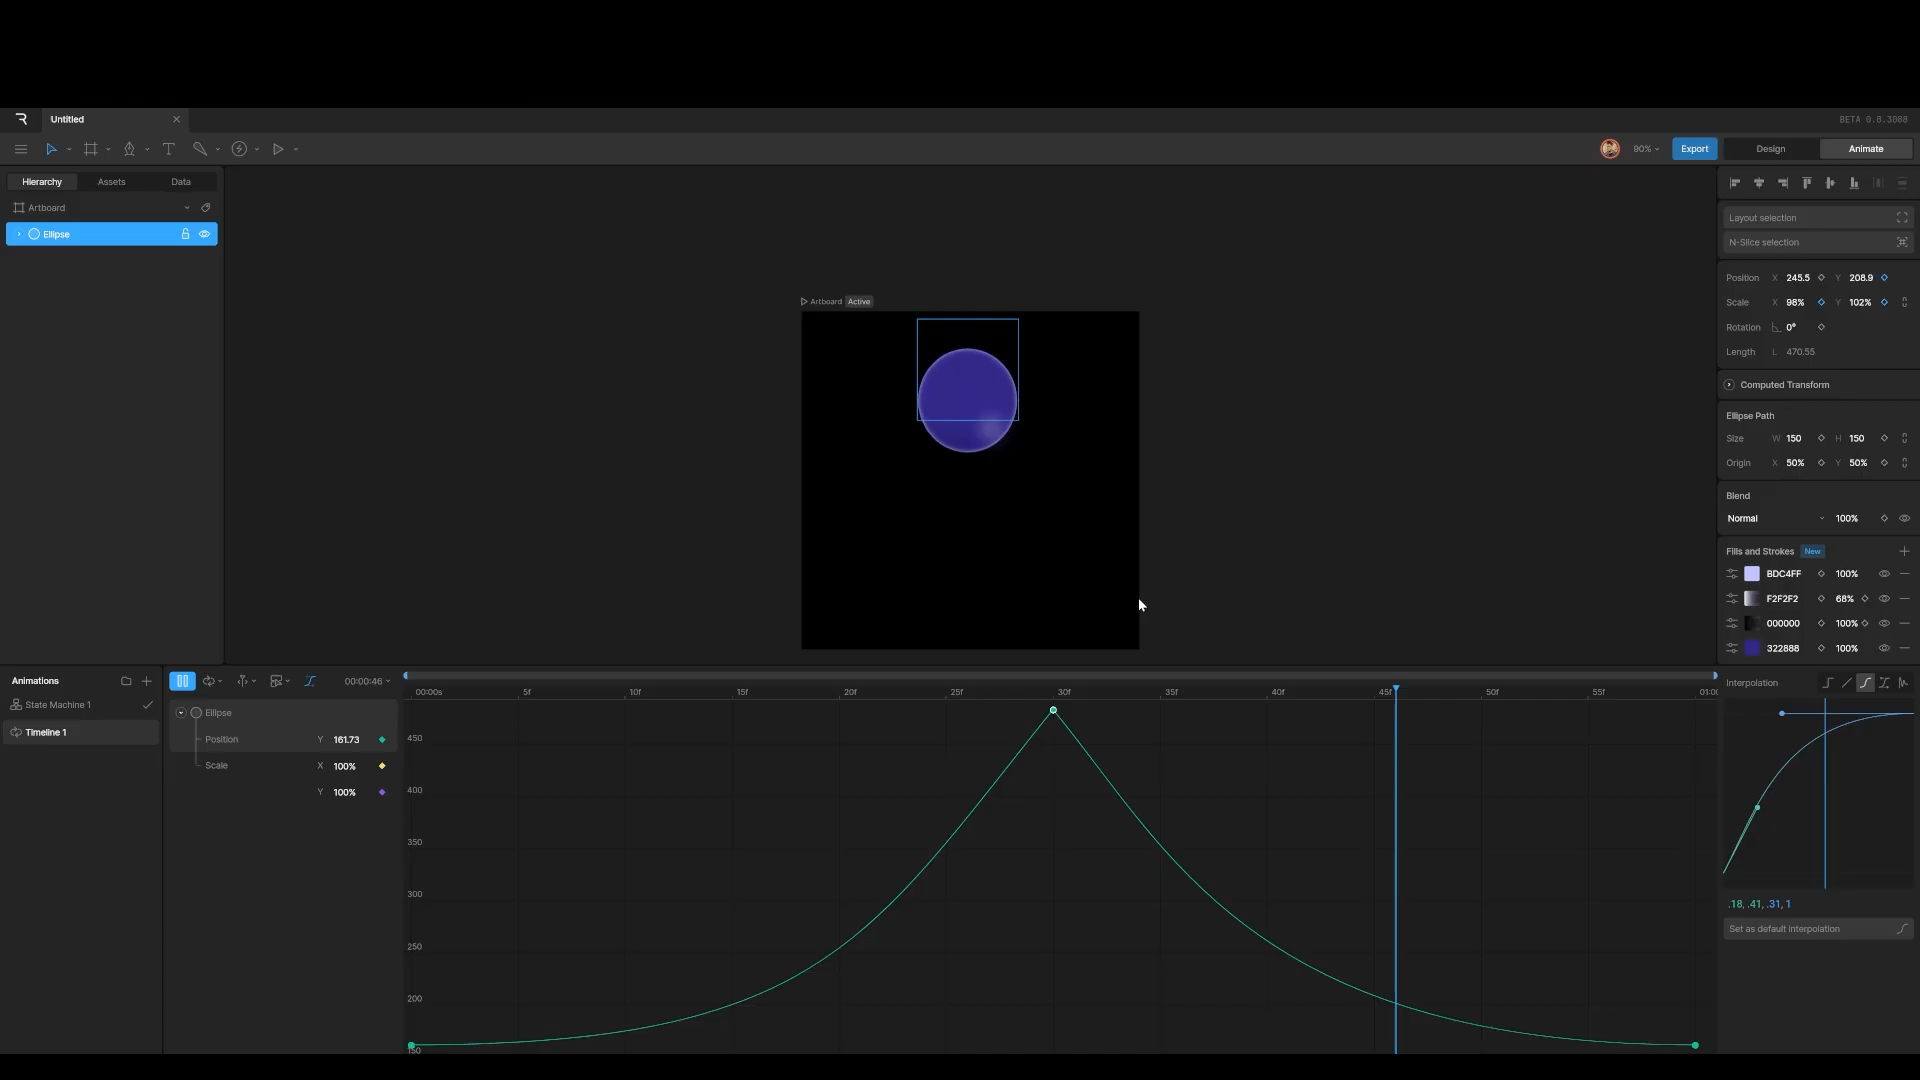 Untitled
BETA 0.8.3088
90%
Export
Design
Animate
Hierarchy
Assets
Data
Artboard
Ellipse
Artboard Active
Layout selection
N-Slice selection
Position X 245.5 Y 208.9
Scale X 98% Y 102%
Rotation 0°
Length L 470.55
Computed Transform
Ellipse Path
Size W 150 H 150
Origin X 50% Y 50%
Blend
Normal 100%
Fills and Strokes New
BDC4FF 100%
F2F2F2 68%
000000 100%
322888 100%
Animations
State Machine 1
Timeline 1
00:00:46
00:00s 5f 10f 15f 20f 25f 30f 35f 40f 45f 50f 55f 01:0
Ellipse
Position Y 161.73
Scale X 100%
Y 100%
450
400
350
300
250
200
150
Interpolation
.18, .41, .31, 1
Set as default interpolation